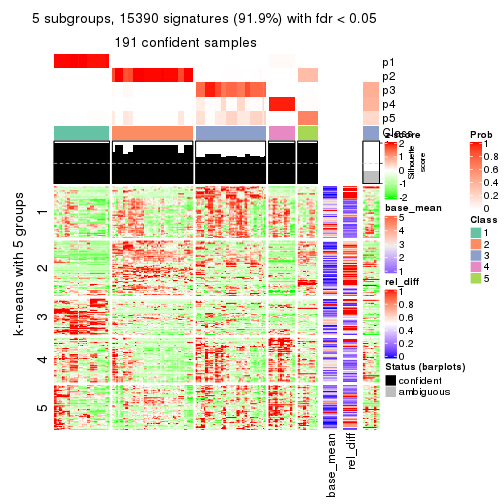 5 subgroups, 15390 signatures (91.9%) with fdr < 0.05
191 confident samples
p1
p2
p3
p4
p5
Class
Silhouette
score
k-means with 5 groups
1
2
3
4
5
base_mean
rel_diff
z-score
2
1
0
-1
-2
base_mean
5
4
3
2
1
rel_diff
1
0.8
0.6
0.4
0.2
0
Status (barplots)
confident
ambiguous
Prob
1
0.8
0.6
0.4
0.2
0
Class
1
2
3
4
5